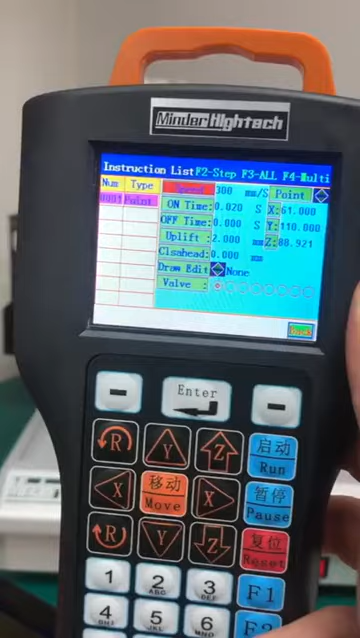 Minder Hightech
Instruction List F2-Step F3-ALL F4-Multi
Num Type Speed 300 mm/S Point
0001 Point ON Time: 0.020 S X: 61.000
OFF Time: 0.000 S Y: 110.000
Uplift : 2.000 mm Z: 88.921
Clsahead: 0.000 mm
Draw Edit None
Valve :
Enter
R Y Z 启动
Run
X 移动
Move X 暂停
Pause
R Y Z 复位
Reset
1 2 ABC 3 DEF F1
4 5 JKL 6 MNO